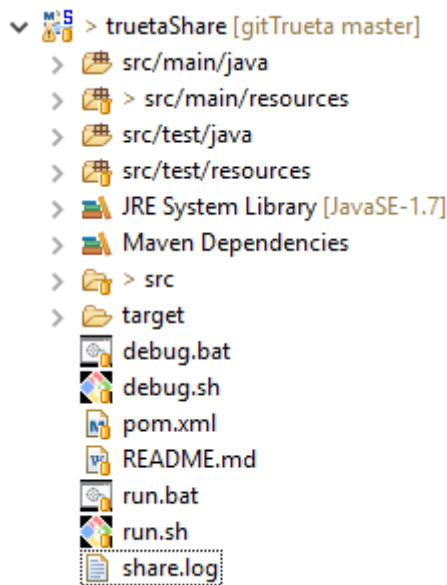 > truetaShare [gitTrueta master]
src/main/java
> src/main/resources
src/test/java
src/test/resources
JRE System Library [JavaSE-1.7]
Maven Dependencies
> src
target
debug.bat
debug.sh
pom.xml
README.md
run.bat
run.sh
share.log